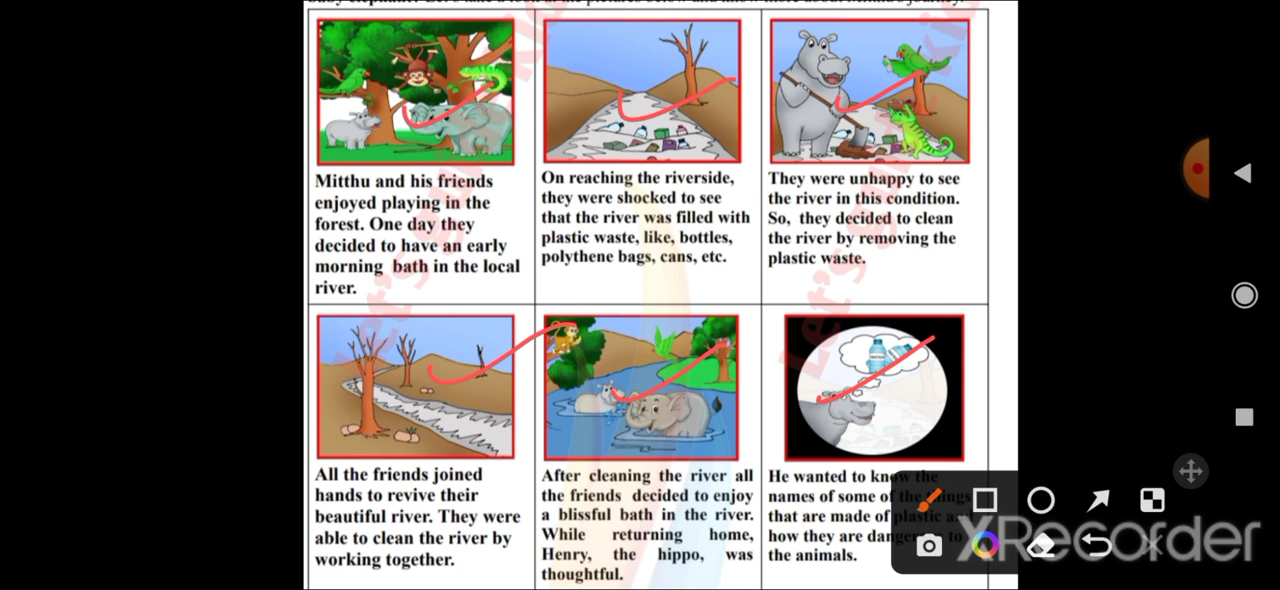 Mitthu and his friends
enjoyed playing in the
forest. One day they
decided to have an early
morning bath in the local
river.
On reaching the riverside,
they were shocked to see
that the river was filled with
plastic waste, like, bottles,
polythene bags, cans, etc.
They were unhappy to see
the river in this condition.
So, they decided to clean
the river by removing the
plastic waste.
All the friends joined
hands to revive their
beautiful river. They were
able to clean the river by
working together.
After cleaning the river all
the friends decided to enjoy
a blissful bath in the river.
While returning home,
Henry, the hippo, was
thoughtful.
He wanted to know the
names of some of the things
that are made of plastic
how they are dangerous to
the animals.
XRecorder